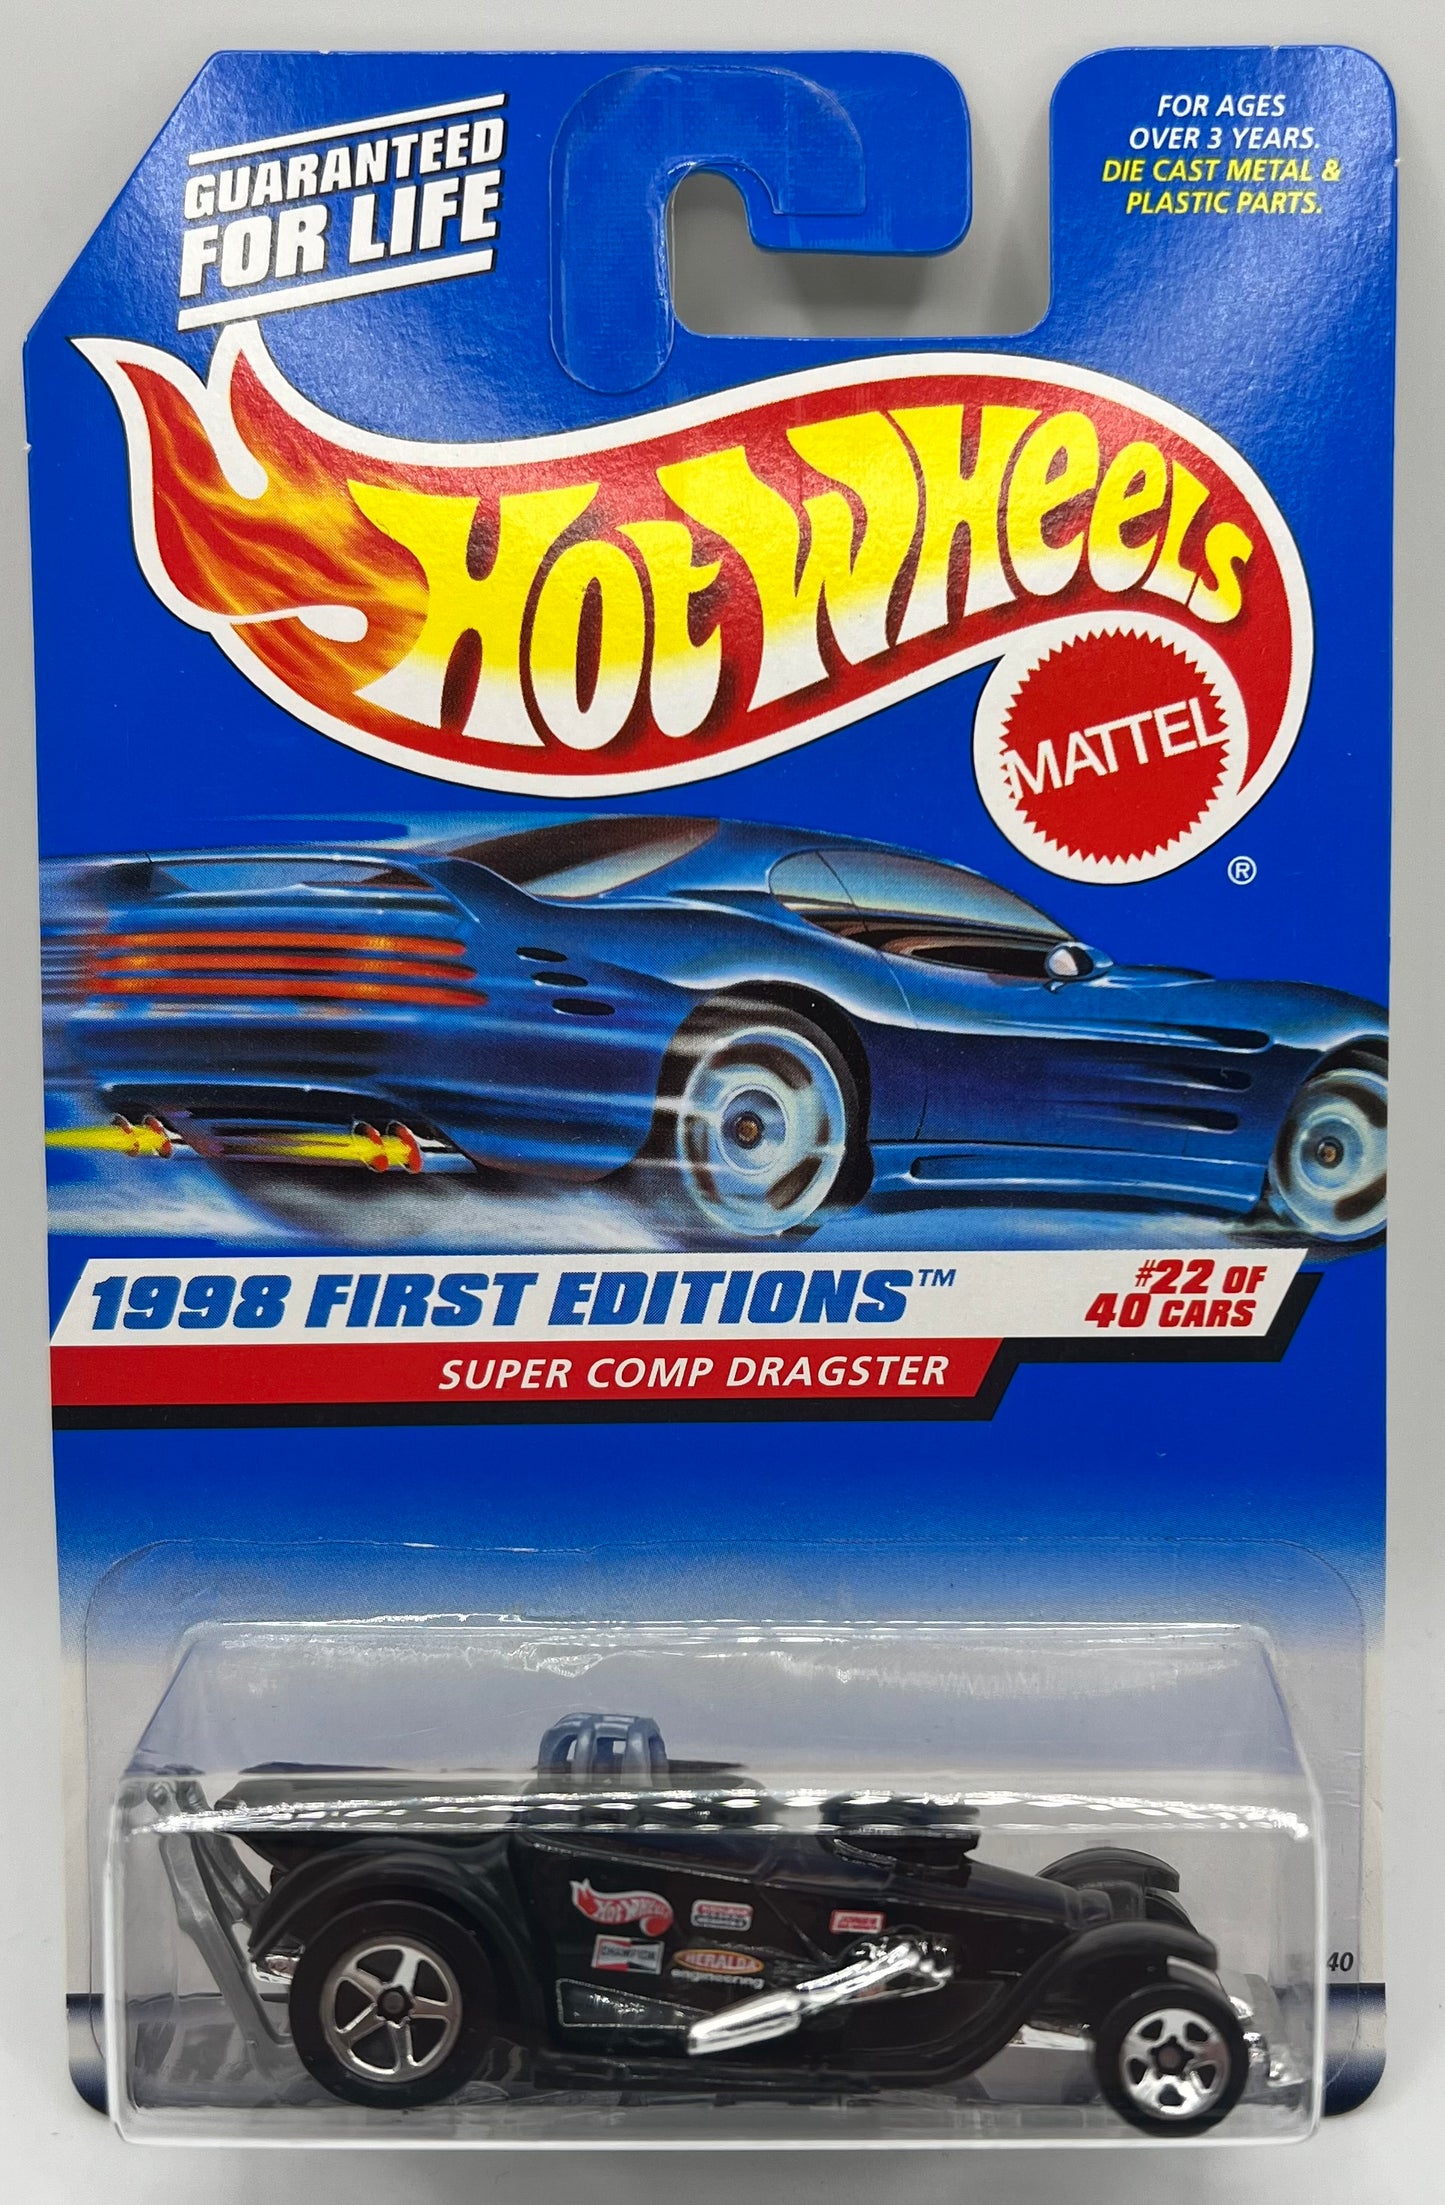 GUARANTEED
FOR LIFE
FOR AGES
OVER 3 YEARS.
DIE CAST METAL &
PLASTIC PARTS.
HOT WHEELS
MATTEL
®
1998 FIRST EDITIONS™
#22 OF
40 CARS
SUPER COMP DRAGSTER
HOT WHEELS
CHAMPION
HERALDA
engineering
40